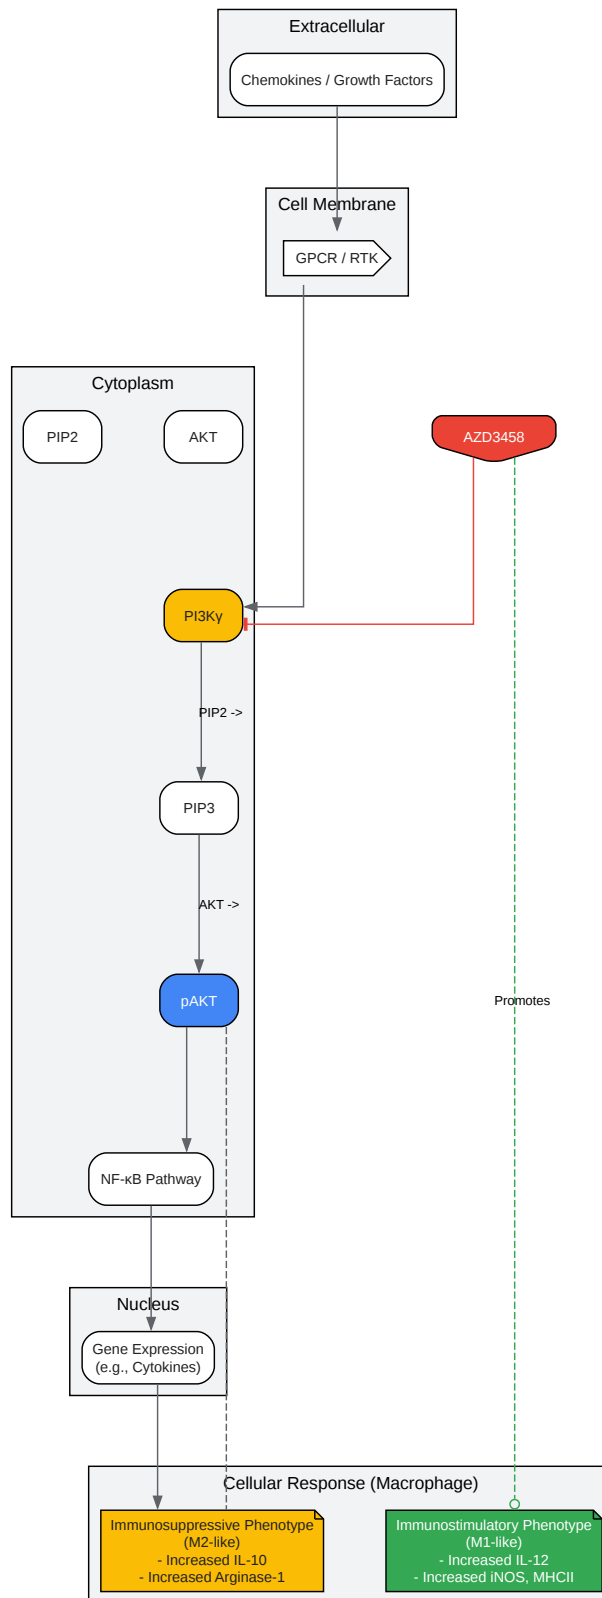 Extracellular
Chemokines / Growth Factors
Cell Membrane
GPCR / RTK
Cytoplasm
PIP2
AKT
AZD3458
PI3Kγ
PIP2 ->
PIP3
AKT ->
pAKT
Promotes
NF-κB Pathway
Nucleus
Gene Expression
(e.g., Cytokines)
Cellular Response (Macrophage)
Immunosuppressive Phenotype
(M2-like)
- Increased IL-10
- Increased Arginase-1
Immunostimulatory Phenotype
(M1-like)
- Increased IL-12
- Increased iNOS, MHCII